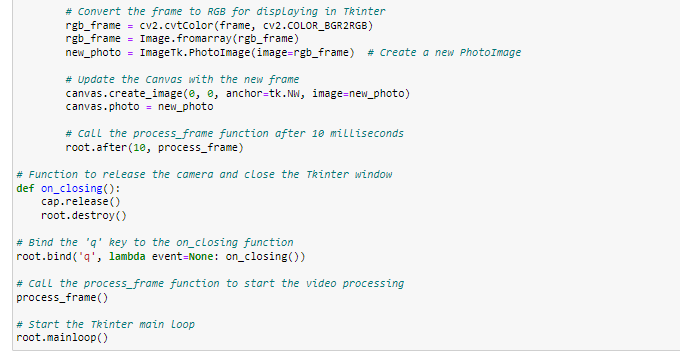 # Convert the frame to RGB for displaying in Tkinter
rgb_frame = cv2.cvtColor(frame, cv2.COLOR_BGR2RGB)
rgb_frame = Image.fromarray(rgb_frame)
new_photo = ImageTk.PhotoImage(image=rgb_frame)  # Create a new PhotoImage
# Update the Canvas with the new frame
canvas.create_image(0, 0, anchor=tk.NW, image=new_photo)
canvas.photo = new_photo
# Call the process_frame function after 10 milliseconds
root.after(10, process_frame)
# Function to release the camera and close the Tkinter window
def on_closing():
cap.release()
root.destroy()
# Bind the 'q' key to the on_closing function
root.bind('q', lambda event=None: on_closing())
# Call the process_frame function to start the video processing
process_frame()
# Start the Tkinter main loop
root.mainloop()